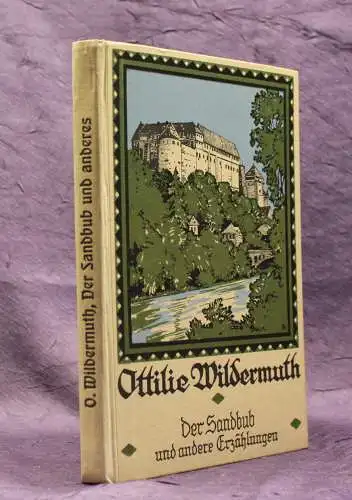 O. Wildermuth, Der Sandbub und anderes
Ottilie Wildermuth
Der Sandbub
und andere Erzählungen